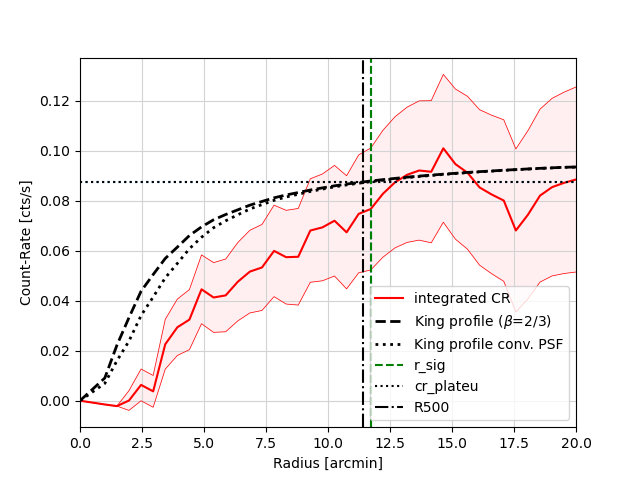 0.12
0.10
0.08
0.06
0.04
0.02
0.00
Count-Rate [cts/s]
integrated CR
King profile (β=2/3)
King profile conv. PSF
r_sig
cr_plateu
R500
0.0 2.5 5.0 7.5 10.0 12.5 15.0 17.5 20.0
Radius [arcmin]